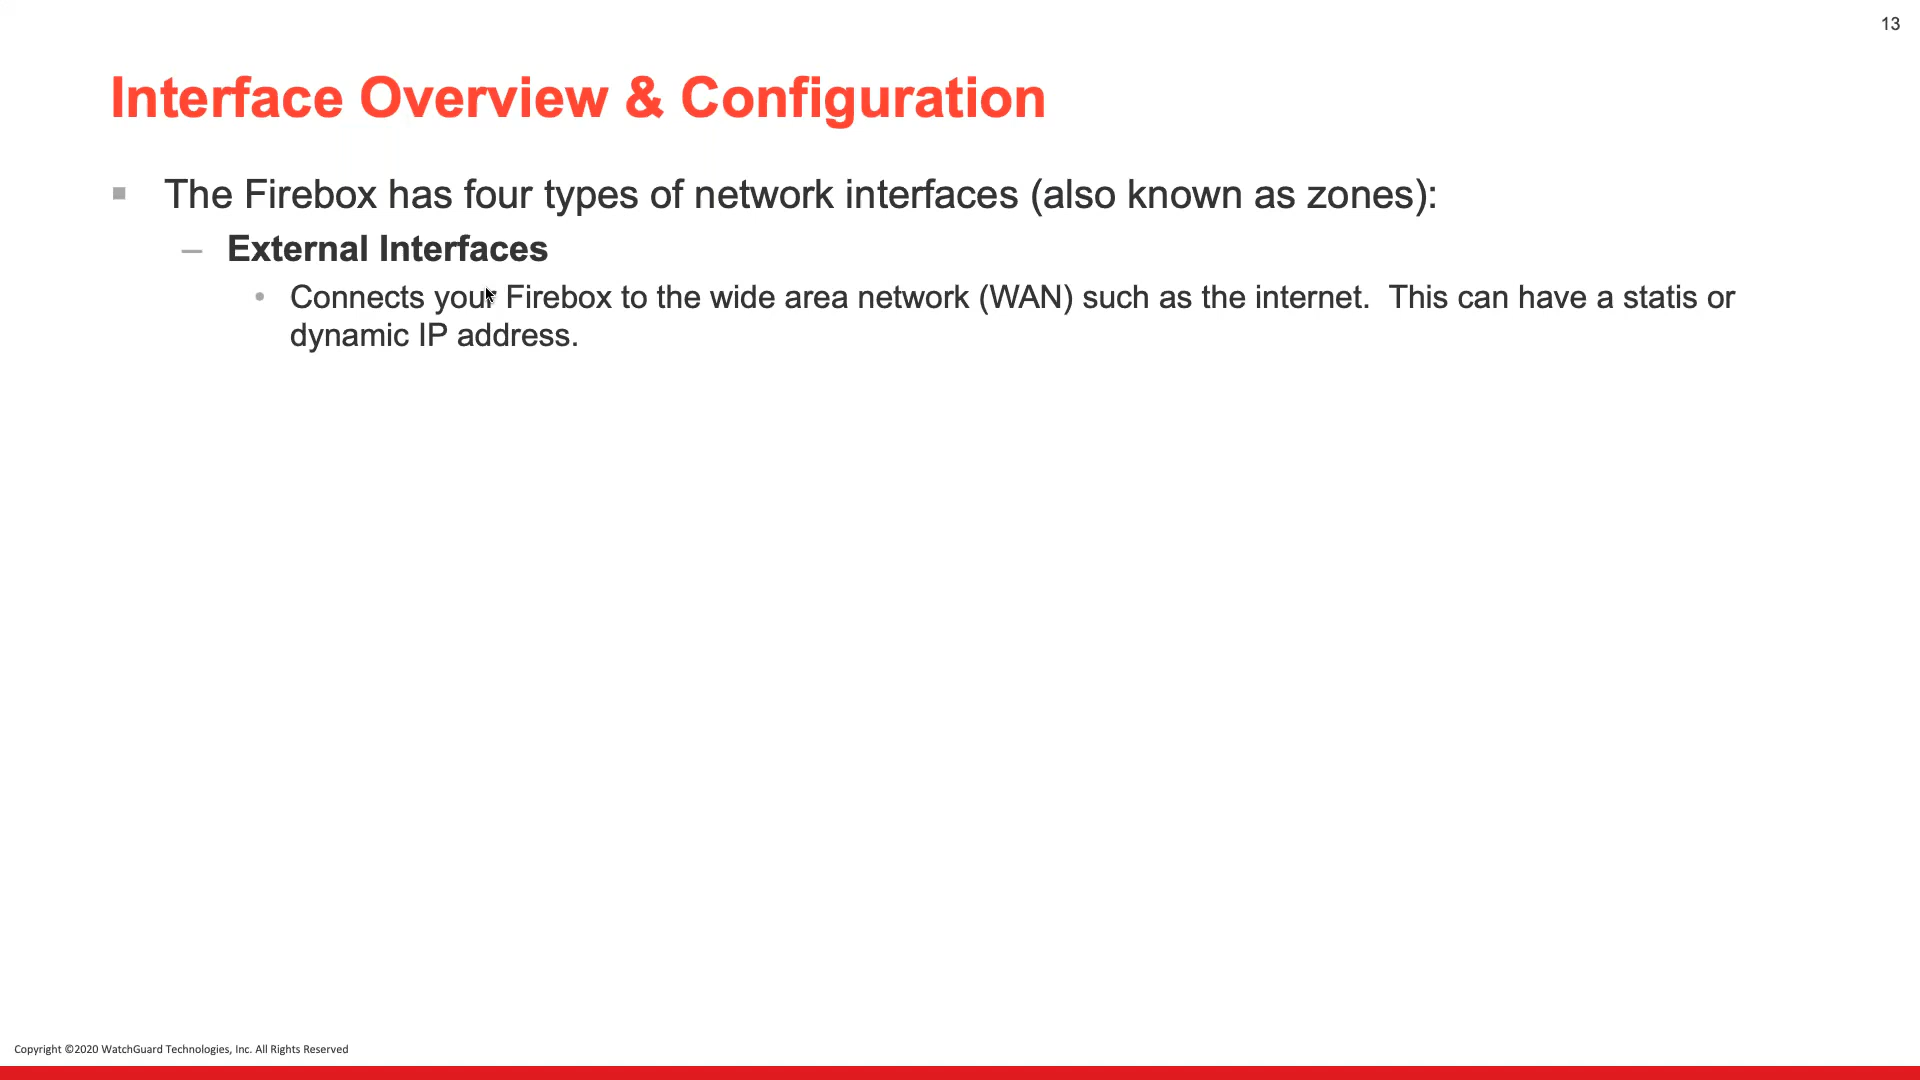 13
Interface Overview & Configuration
The Firebox has four types of network interfaces (also known as zones):
External Interfaces
Connects your Firebox to the wide area network (WAN) such as the internet.  This can have a statis or
dynamic IP address.
Copyright ©2020 WatchGuard Technologies, Inc. All Rights Reserved